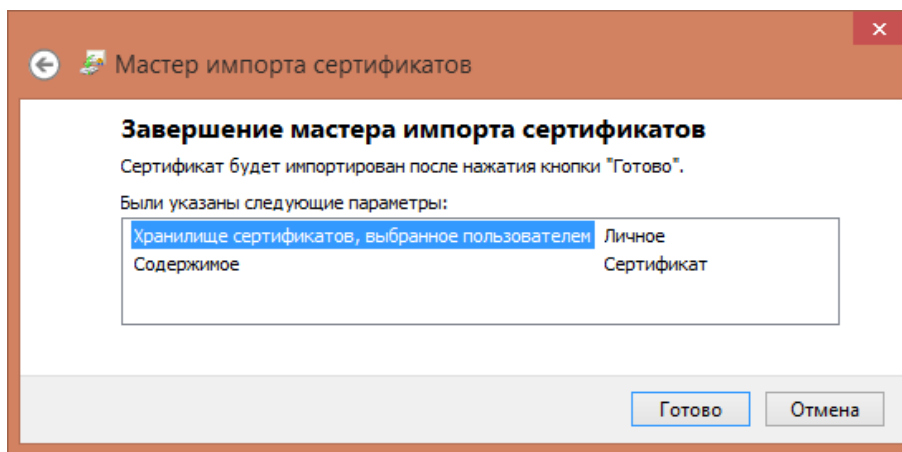 Мастер импорта сертификатов
Завершение мастера импорта сертификатов
Сертификат будет импортирован после нажатия кнопки "Готово".
Были указаны следующие параметры:
Хранилище сертификатов, выбранное пользователем Личное
Содержимое Сертификат
Готово Отмена